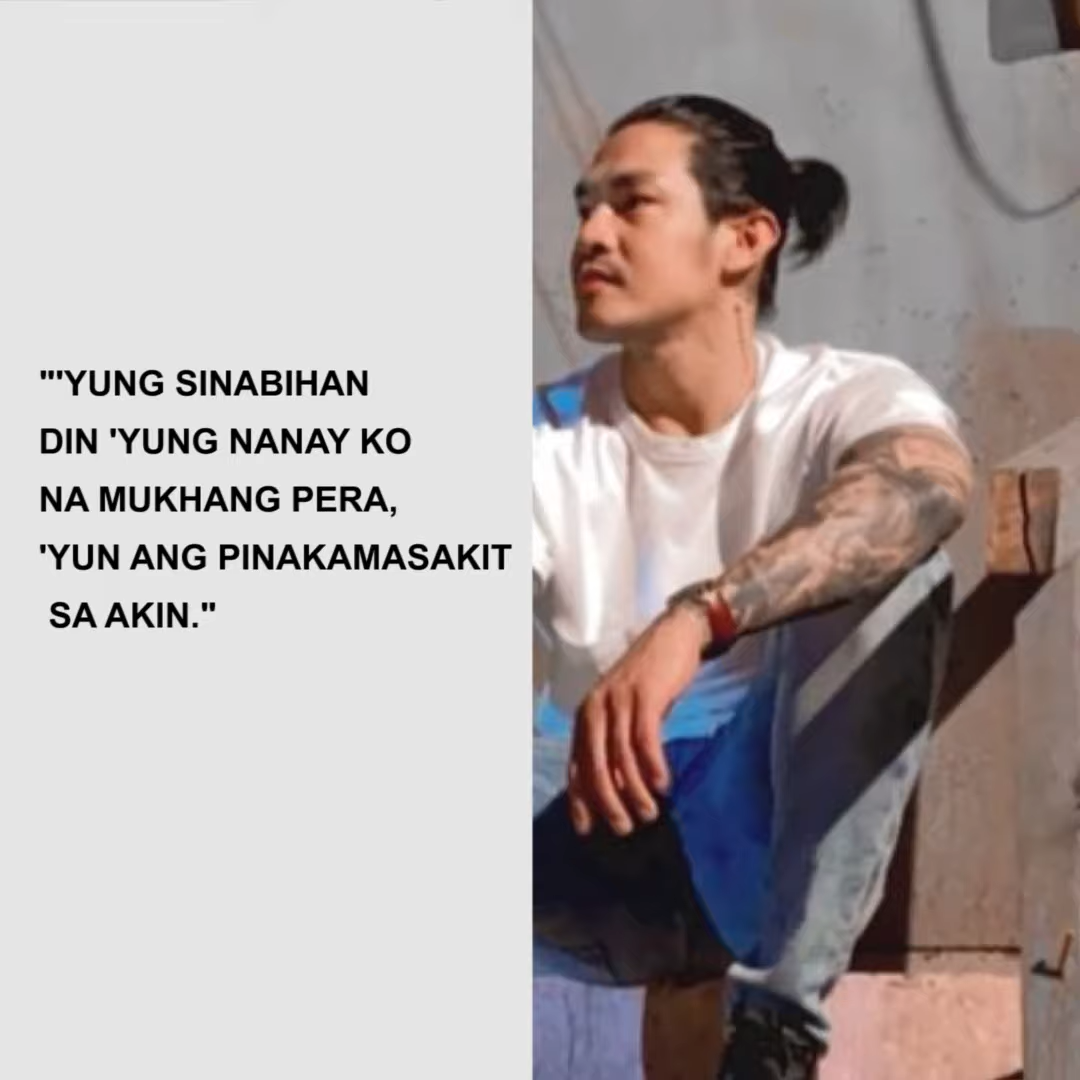 "'YUNG SINABIHAN
DIN 'YUNG NANAY KO
NA MUKHANG PERA,
'YUN ANG PINAKAMASAKIT
SA AKIN."